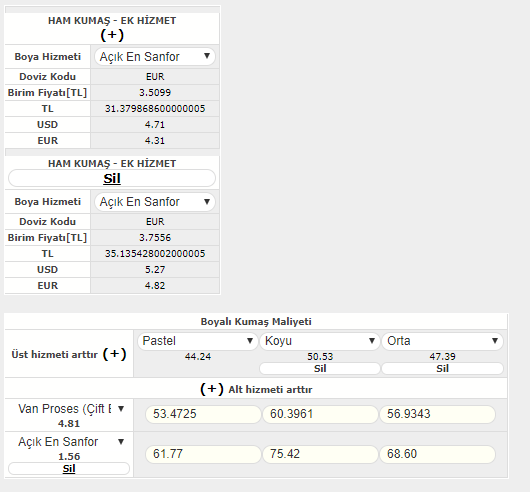 HAM KUMAŞ - EK HİZMET
(+)
Boya Hizmeti Açık En Sanfor
Doviz Kodu EUR
Birim Fiyatı[TL] 3.5099
TL 31.379868600000005
USD 4.71
EUR 4.31
HAM KUMAŞ - EK HİZMET
Sil
Boya Hizmeti Açık En Sanfor
Doviz Kodu EUR
Birim Fiyatı[TL] 3.7556
TL 35.135428002000005
USD 5.27
EUR 4.82
Boyalı Kumaş Maliyeti
Üst hizmeti arttır (+) Pastel Koyu Orta
44.24 50.53 47.39
Sil Sil
(+) Alt hizmeti arttır
Van Proses (Çift E
4.81
53.4725 60.3961 56.9343
Açık En Sanfor
1.56
Sil
61.77 75.42 68.60